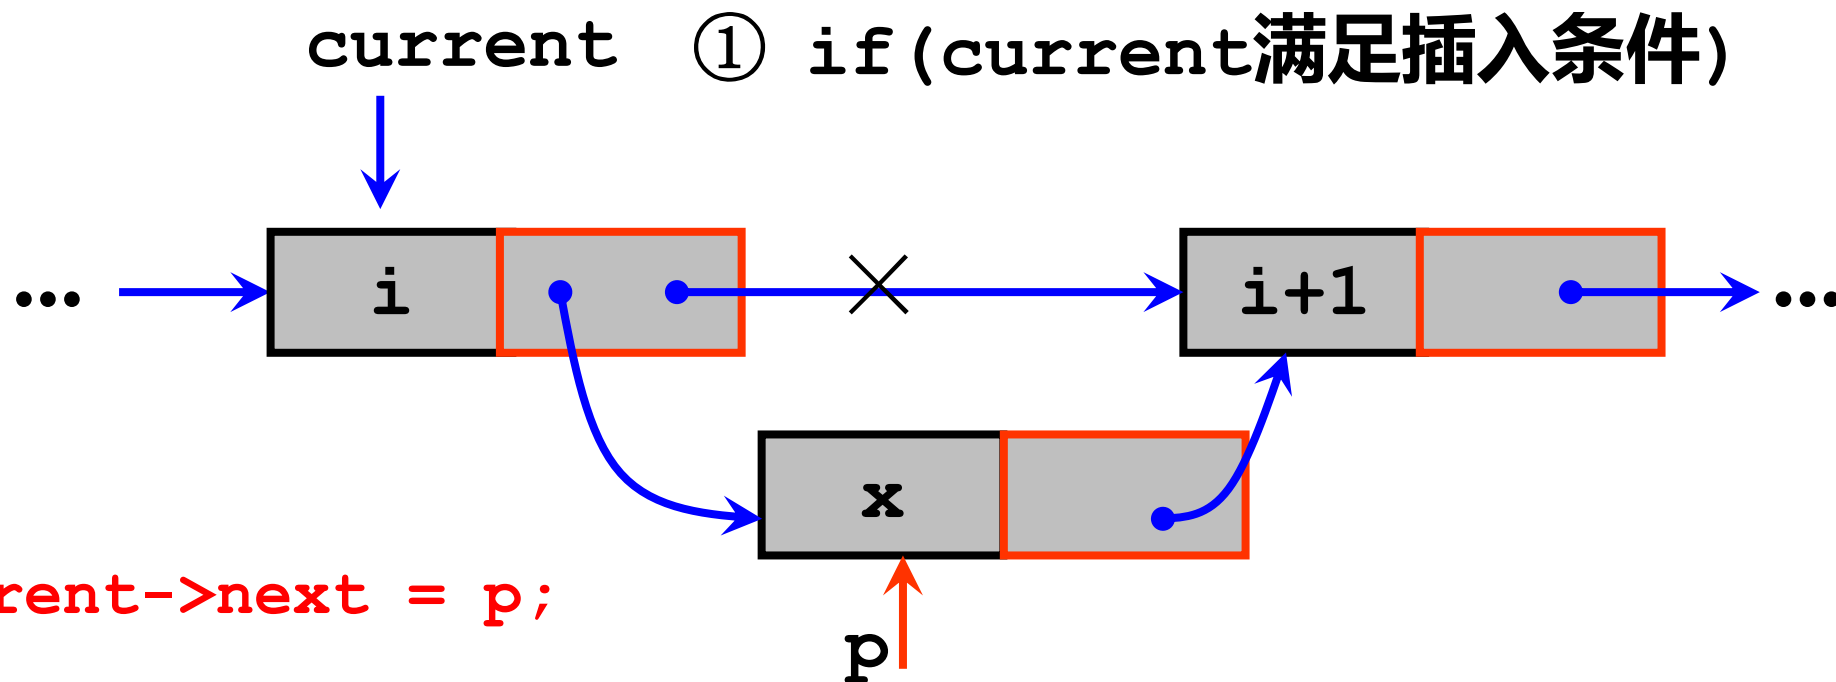 current ① if(current满足插入条件)
... i i+1 ...
x
rent->next = p;
p